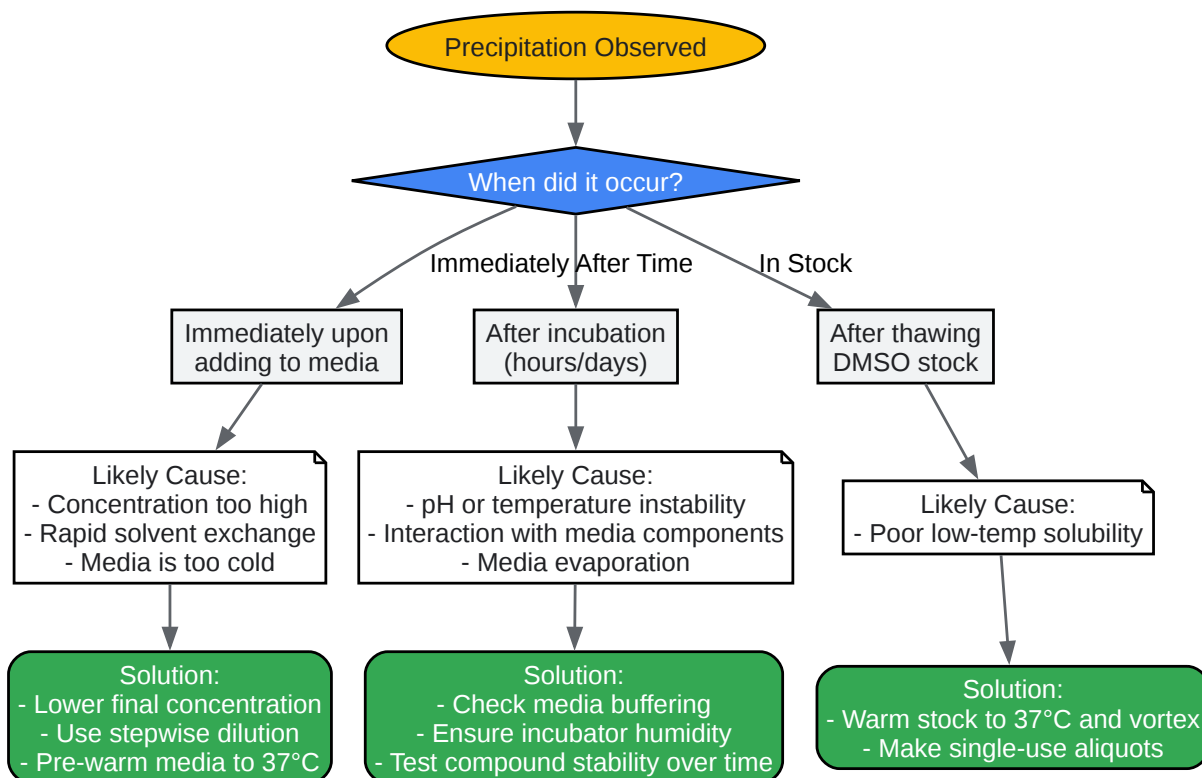 Precipitation Observed
When did it occur?
Immediately
After Time
In Stock
Immediately upon
adding to media
After incubation
(hours/days)
After thawing
DMSO stock
Likely Cause:
- Concentration too high
- Rapid solvent exchange
- Media is too cold
Likely Cause:
- pH or temperature instability
- Interaction with media components
- Media evaporation
Likely Cause:
- Poor low-temp solubility
Solution:
- Lower final concentration
- Use stepwise dilution
- Pre-warm media to 37°C
Solution:
- Check media buffering
- Ensure incubator humidity
- Test compound stability over time
Solution:
- Warm stock to 37°C and vortex
- Make single-use aliquots